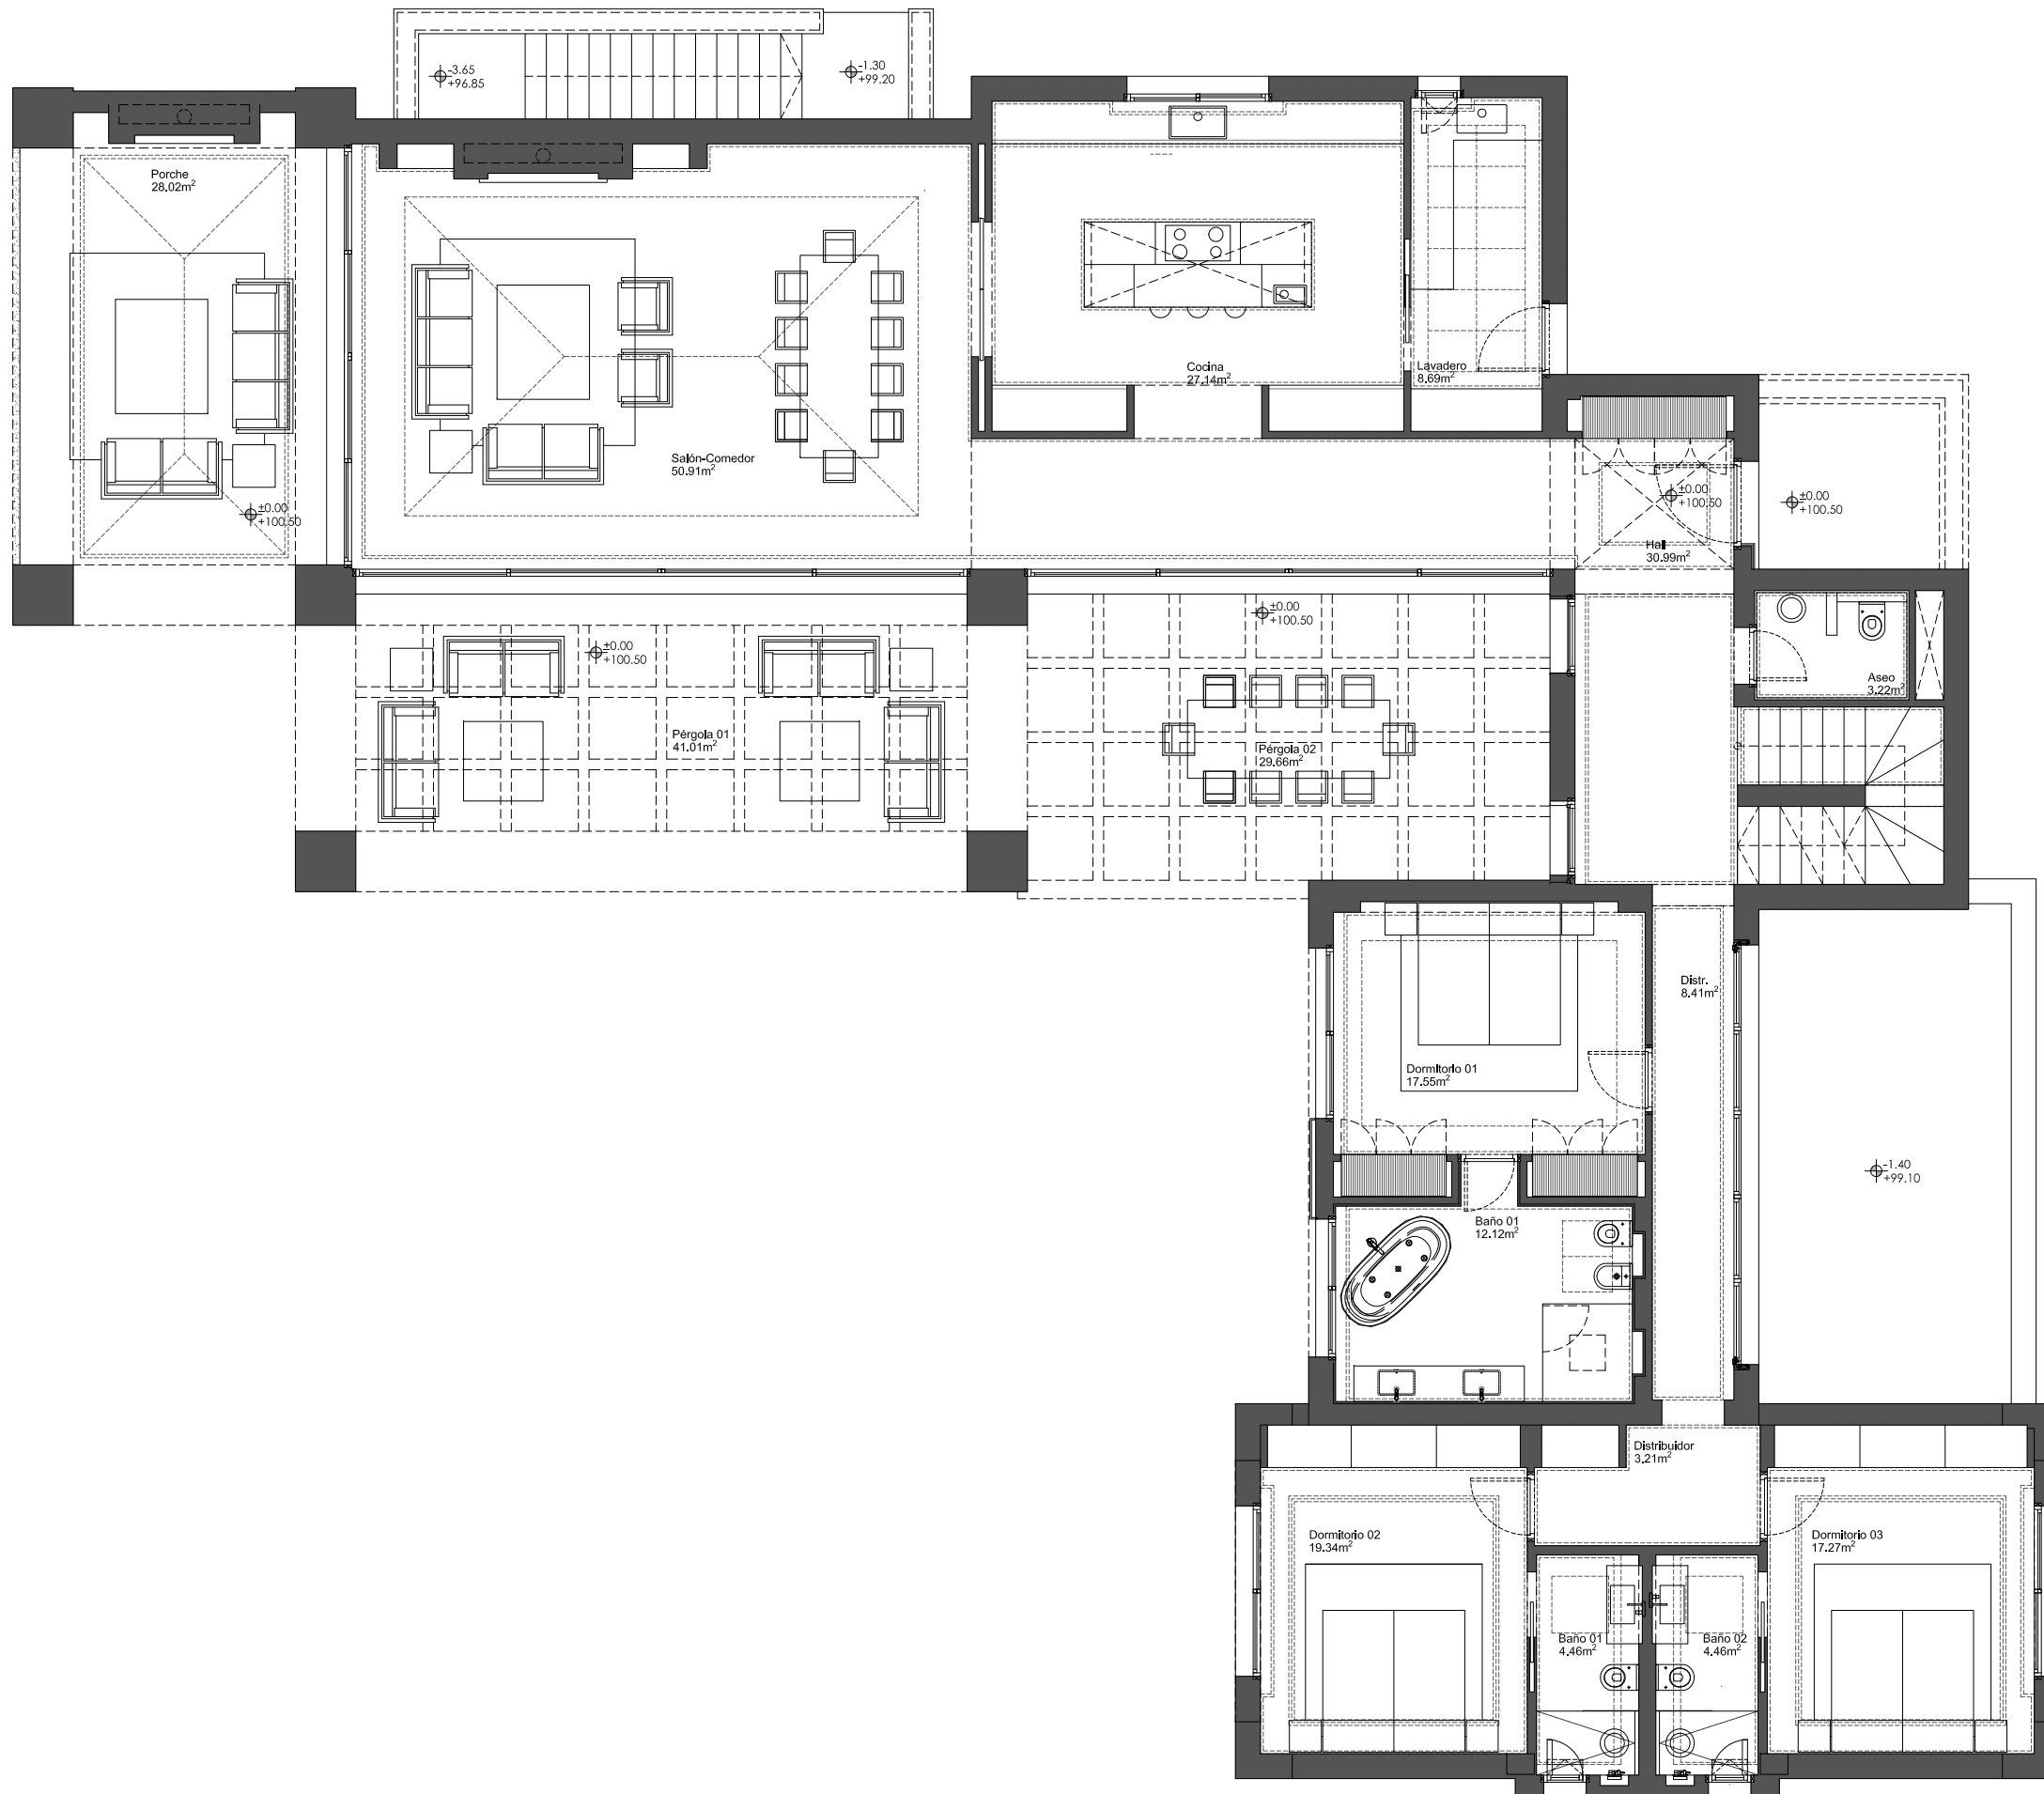 -3.65
+96.85
-1.30
+99.20
Porche
28.02m²
Cocina
27.14m²
Lavadero
8.69m²
Salón-Comedor
50.91m²
±0.00
+100.50
±0.00
+100.50
±0.00
+100.50
Hall
30.99m²
±0.00
+100.50
±0.00
+100.50
Aseo
3.22m²
Pérgola 01
41.01m²
Pérgola 02
29.66m²
Distr.
8.41m²
Dormitorio 01
17.55m²
-1.40
+99.10
Baño 01
12.12m²
Distribuidor
3.21m²
Dormitorio 02
19.34m²
Dormitorio 03
17.27m²
Baño 01
4.46m²
Baño 02
4.46m²